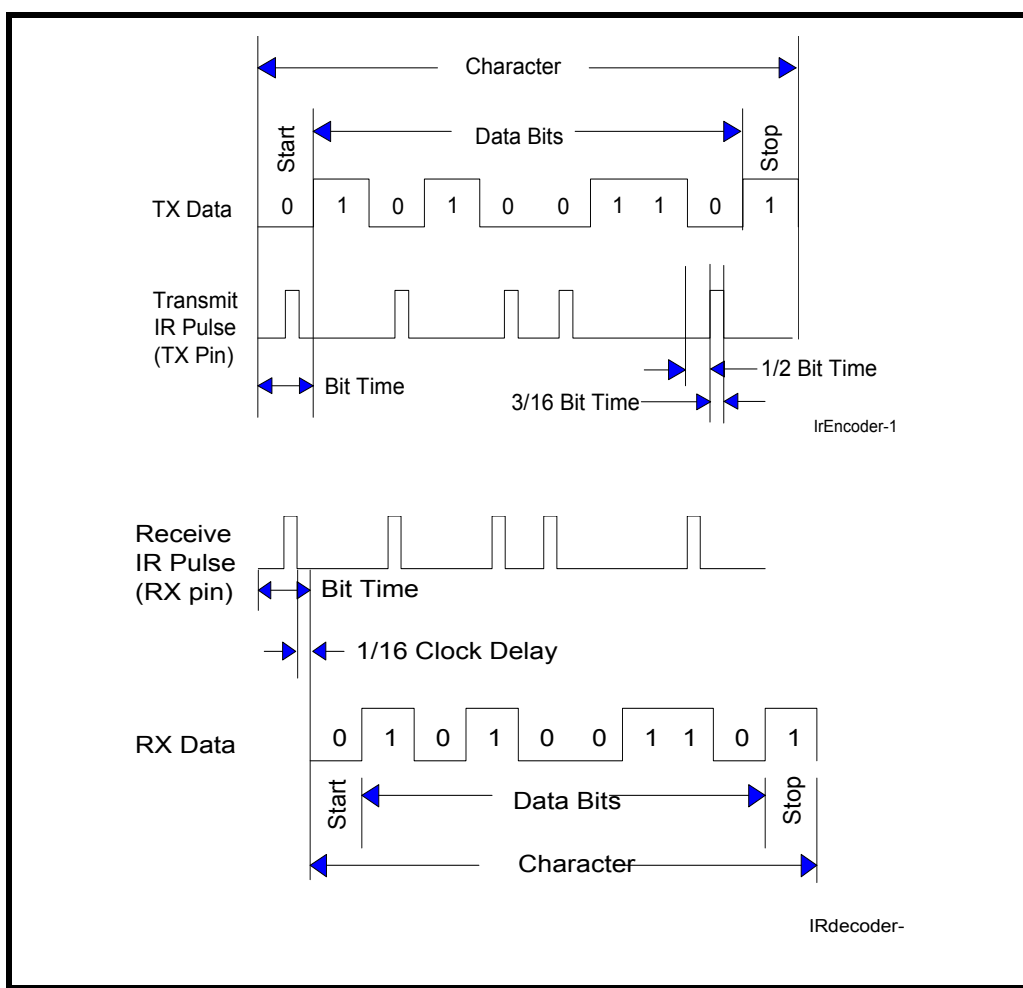 Character
Start
Data Bits
Stop
TX Data
0 1 0 1 0 0 1 1 0 1
Transmit
IR Pulse
(TX Pin)
Bit Time
1/2 Bit Time
3/16 Bit Time
IrEncoder-1
Receive
IR Pulse
(RX pin)
Bit Time
1/16 Clock Delay
RX Data
0 1 0 1 0 0 1 1 0 1
Start
Data Bits
Stop
Character
IRdecoder-